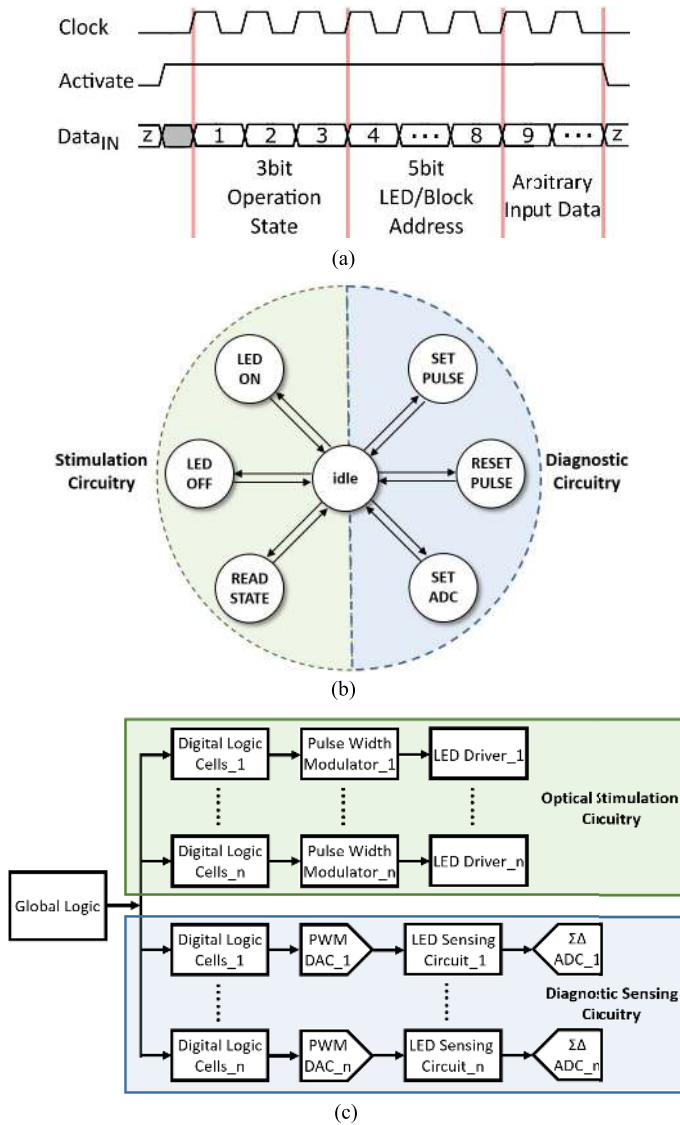 Clock
Activate
DataIN
z 1 2 3 4 ··· 8 9 ··· z
3bit
Operation
State
5bit
LED/Block
Address
Arbitrary
Input Data
(a)
LED
ON
SET
PULSE
Stimulation
Circuitry
LED
OFF
idle
RESET
PULSE
Diagnostic
Circuitry
READ
STATE
SET
ADC
(b)
Digital Logic
Cells_1
Pulse Width
Modulator_1
LED Driver_1
Optical Stimulation
Circuitry
Digital Logic
Cells_n
Pulse Width
Modulator_n
LED Driver_n
Global Logic
Digital Logic
Cells_1
PWM
DAC_1
LED Sensing
Circuit_1
ΣΔ
ADC_1
Diagnostic Sensing
Circuitry
Digital Logic
Cells_n
PWM
DAC_n
LED Sensing
Circuit_n
ΣΔ
ADC_n
(c)